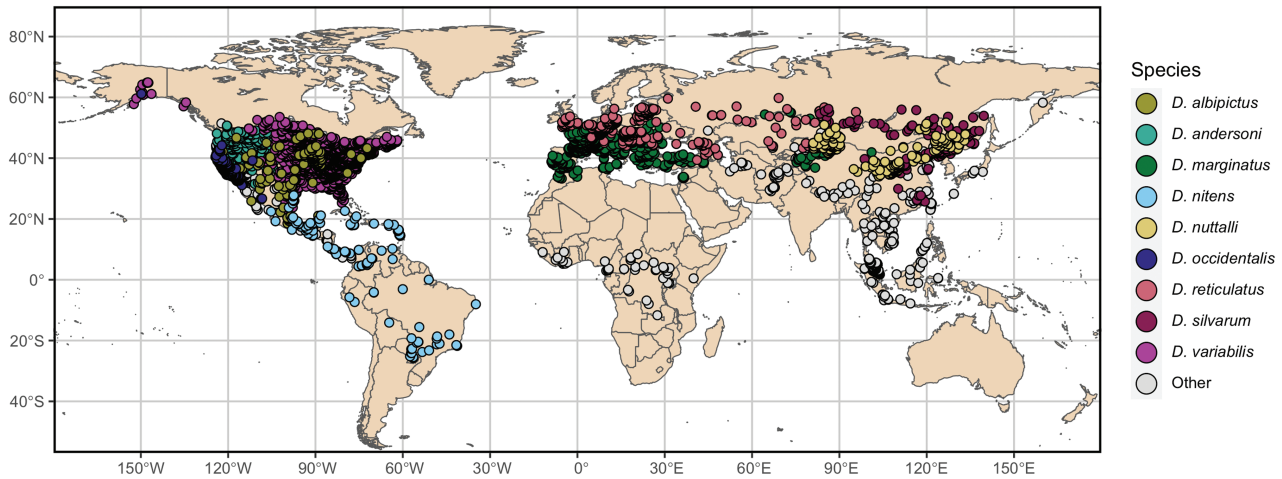 80°N
60°N
40°N
20°N
0°
20°S
40°S
150°W
120°W
90°W
60°W
30°W
0°
30°E
60°E
90°E
120°E
150°E
Species
D. albipictus
D. andersoni
D. marginatus
D. nitens
D. nuttalli
D. occidentalis
D. reticulatus
D. silvarum
D. variabilis
Other